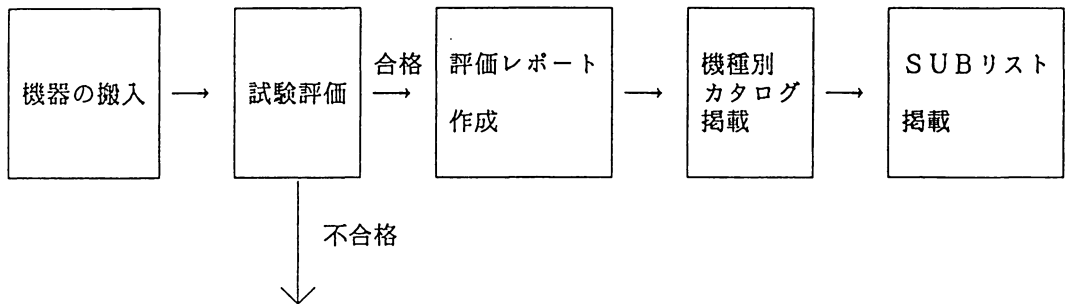 機器の搬入
試験評価
合格
評価レポート
作成
機種別
カタログ
掲載
SUBリスト
掲載
不合格